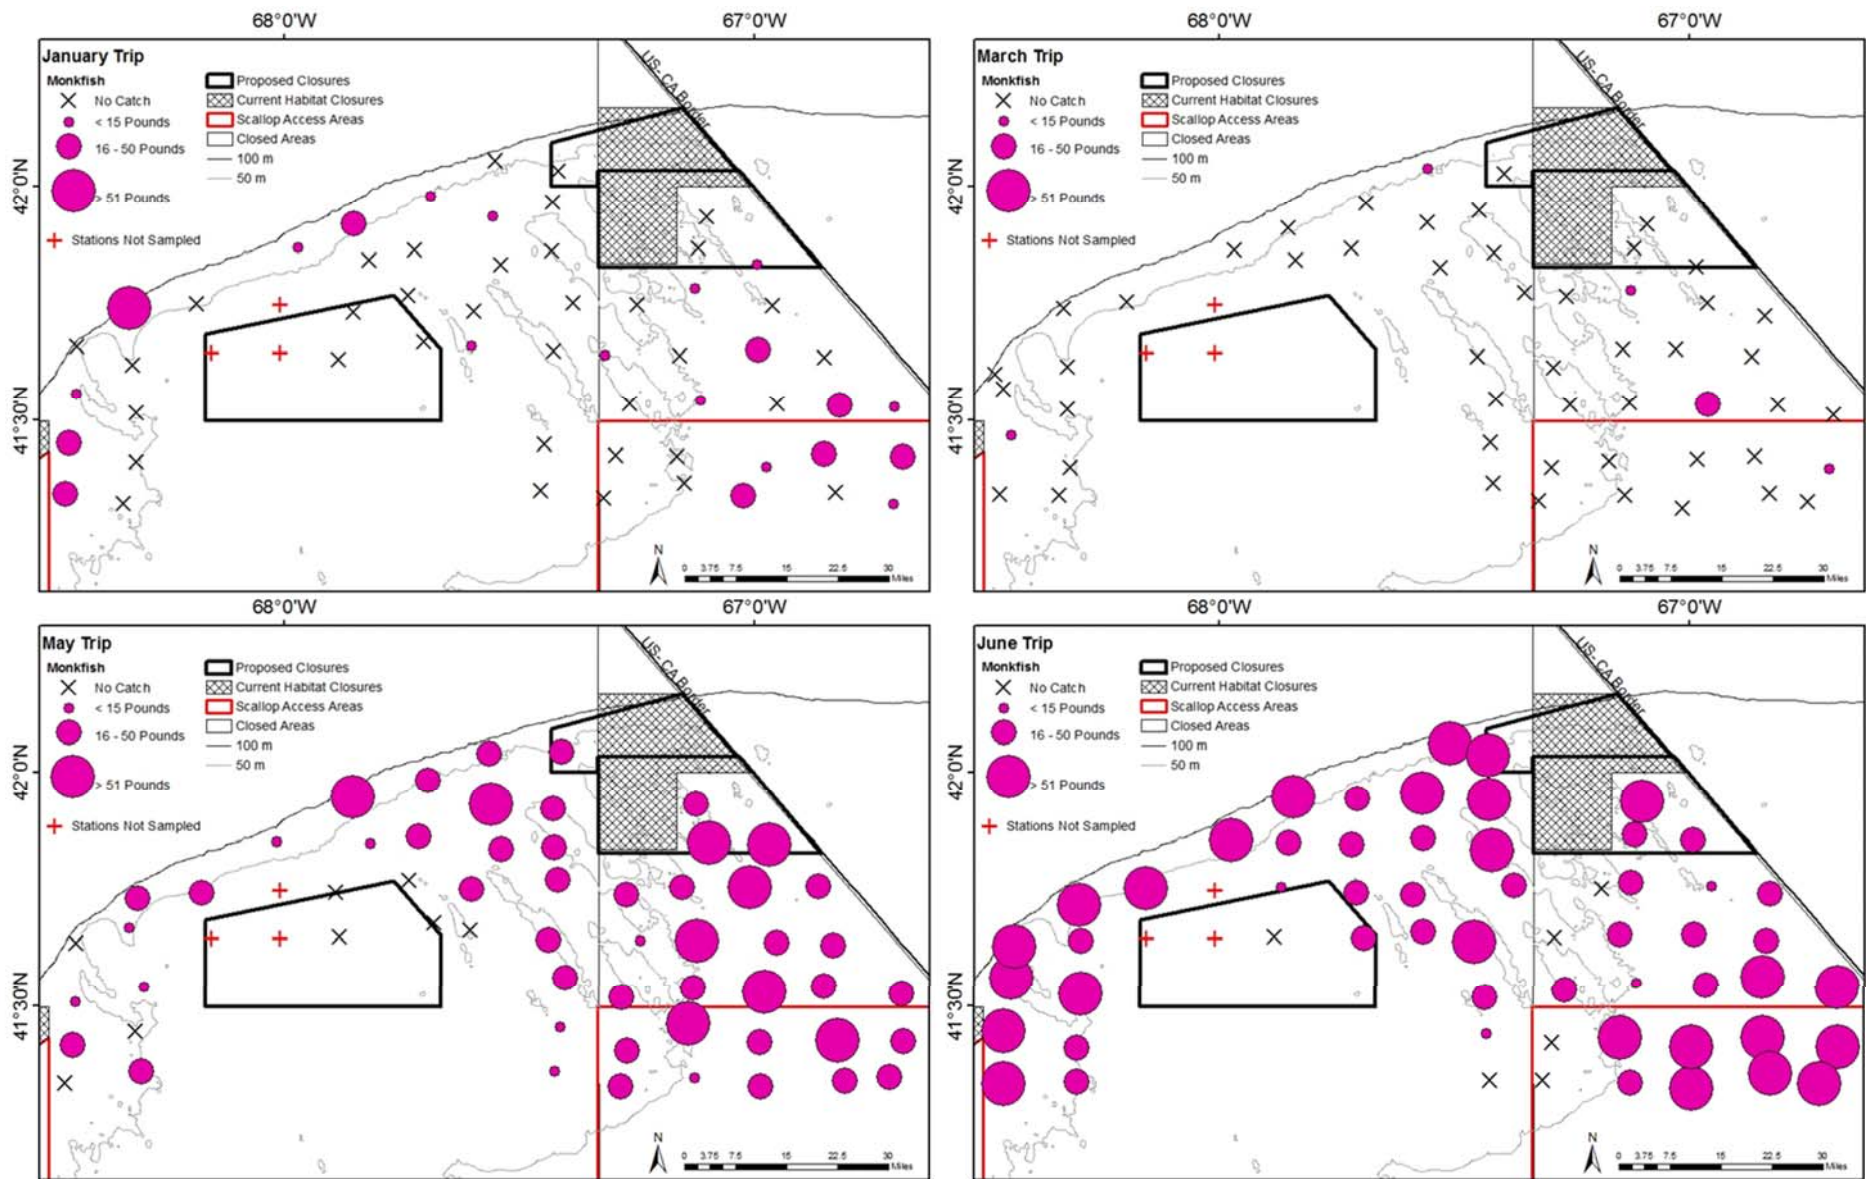 68°0'W 67°0'W 68°0'W 67°0'W
January Trip
Monkfish
No Catch
< 15 Pounds
16 - 50 Pounds
> 51 Pounds
Stations Not Sampled
Proposed Closures
Current Habitat Closures
Scallop Access Areas
Closed Areas
100 m
50 m
US- CA Border
42°0'N
41°30'N
N
0 3.75 7.5 15 22.5 30
Miles
March Trip
Monkfish
No Catch
< 15 Pounds
16 - 50 Pounds
> 51 Pounds
Stations Not Sampled
Proposed Closures
Current Habitat Closures
Scallop Access Areas
Closed Areas
100 m
50 m
US- CA Border
42°0'N
41°30'N
N
0 3.75 7.5 15 22.5 30
Miles
68°0'W 67°0'W 68°0'W 67°0'W
May Trip
Monkfish
No Catch
< 15 Pounds
16 - 50 Pounds
> 51 Pounds
Stations Not Sampled
Proposed Closures
Current Habitat Closures
Scallop Access Areas
Closed Areas
100 m
50 m
US- CA Border
42°0'N
41°30'N
N
0 3.75 7.5 15 22.5 30
Miles
June Trip
Monkfish
No Catch
< 15 Pounds
16 - 50 Pounds
> 51 Pounds
Stations Not Sampled
Proposed Closures
Current Habitat Closures
Scallop Access Areas
Closed Areas
100 m
50 m
US- CA Border
42°0'N
41°30'N
N
0 3.75 7.5 15 22.5 30
Miles